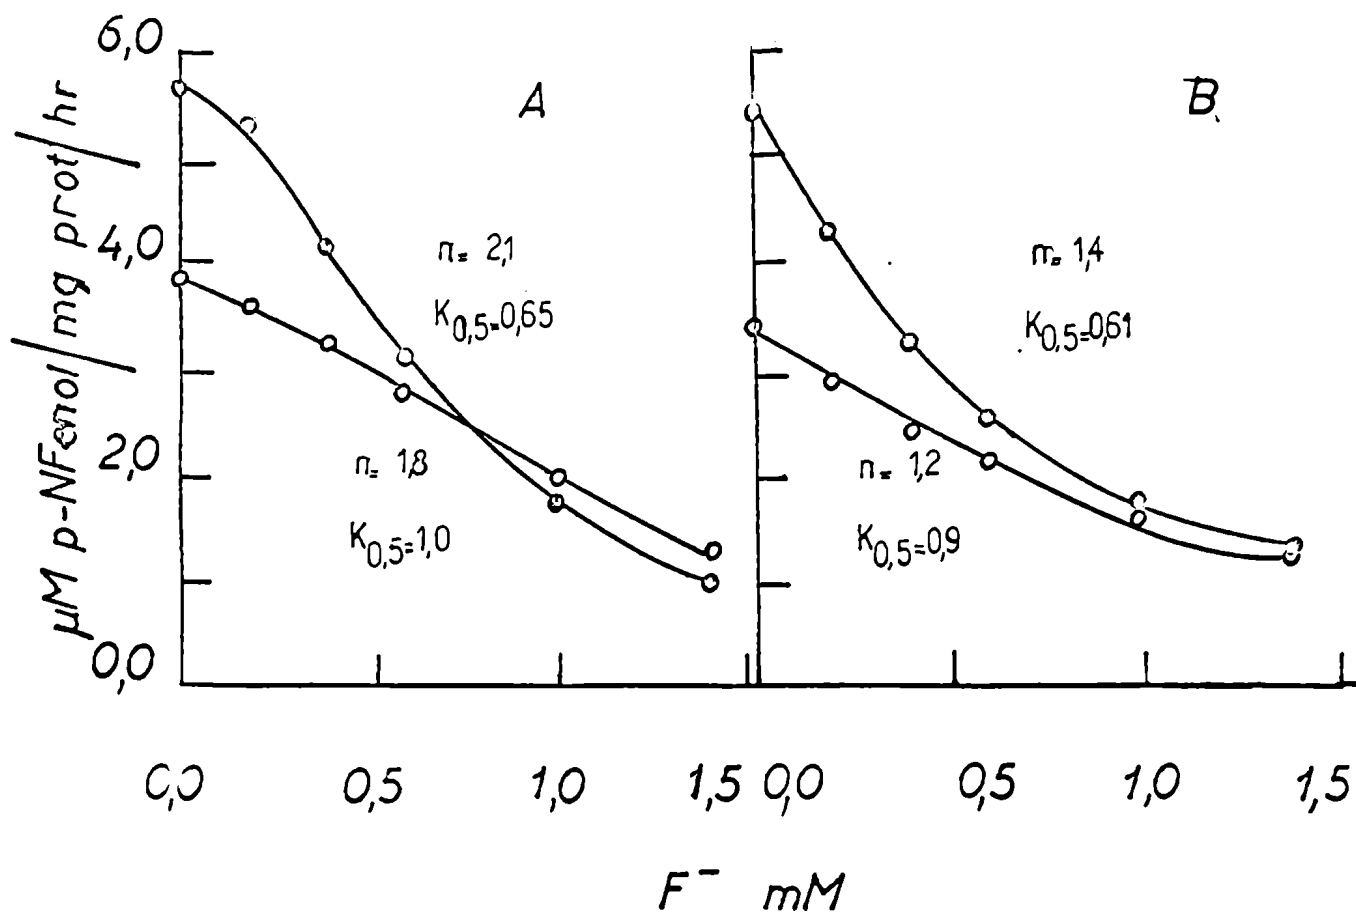 6,0
4,0
2,0
0,0
μM p-NFenol/mg prot/hr
A
n= 2,1
K0,5=0,65
n= 1,8
K0,5=1,0
B
n= 1,4
K0,5=0,61
n= 1,2
K0,5=0,9
0,0 0,5 1,0 1,5 0,0 0,5 1,0 1,5
F⁻ mM